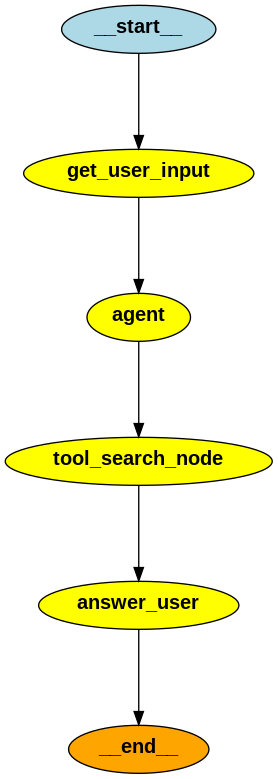 __start__
get_user_input
agent
tool_search_node
answer_user
__end__